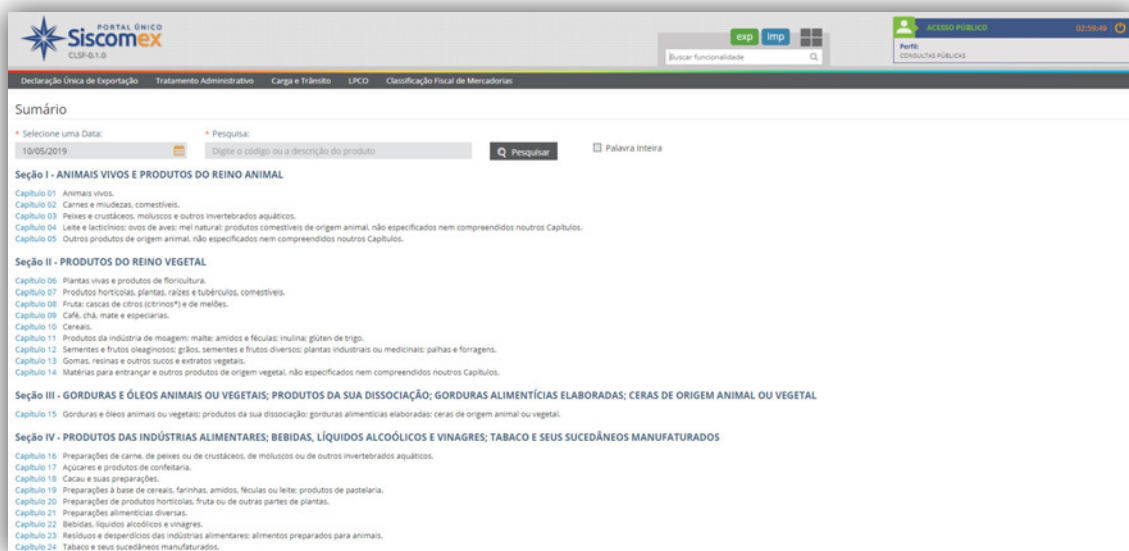 PORTAL ÚNICO
Siscomex
CLSF-0.1.0
exp imp
Buscar funcionalidade
ACESSO PÚBLICO 02:59:49
Perfil:
CONSULTAS PÚBLICAS
Declaração Única de Exportação Tratamento Administrativo Carga e Trânsito LPCO Classificação Fiscal de Mercadorias
Sumário
* Selecione uma Data: * Pesquisa:
10/05/2019 Digite o código ou a descrição do produto Pesquisar Palavra Inteira
Seção I - ANIMAIS VIVOS E PRODUTOS DO REINO ANIMAL
Capítulo 01 Animais vivos.
Capítulo 02 Carnes e miudezas, comestíveis.
Capítulo 03 Peixes e crustáceos, moluscos e outros invertebrados aquáticos.
Capítulo 04 Leite e lacticínios; ovos de aves; mel natural; produtos comestíveis de origem animal, não especificados nem compreendidos noutros Capítulos.
Capítulo 05 Outros produtos de origem animal, não especificados nem compreendidos noutros Capítulos.
Seção II - PRODUTOS DO REINO VEGETAL
Capítulo 06 Plantas vivas e produtos de floricultura.
Capítulo 07 Produtos hortícolas, plantas, raízes e tubérculos, comestíveis.
Capítulo 08 Fruta; cascas de citros (citrinos*) e de melões.
Capítulo 09 Café, chá, mate e especiarias.
Capítulo 10 Cereais.
Capítulo 11 Produtos da indústria de moagem; malte; amidos e féculas; inulina; glúten de trigo.
Capítulo 12 Sementes e frutos oleaginosos; grãos, sementes e frutos diversos; plantas industriais ou medicinais; palhas e forragens.
Capítulo 13 Gomas, resinas e outros sucos e extratos vegetais.
Capítulo 14 Matérias para entrançar e outros produtos de origem vegetal, não especificados nem compreendidos noutros Capítulos.
Seção III - GORDURAS E ÓLEOS ANIMAIS OU VEGETAIS; PRODUTOS DA SUA DISSOCIAÇÃO; GORDURAS ALIMENTÍCIAS ELABORADAS; CERAS DE ORIGEM ANIMAL OU VEGETAL
Capítulo 15 Gorduras e óleos animais ou vegetais; produtos da sua dissociação; gorduras alimentícias elaboradas; ceras de origem animal ou vegetal.
Seção IV - PRODUTOS DAS INDÚSTRIAS ALIMENTARES; BEBIDAS, LÍQUIDOS ALCOÓLICOS E VINAGRES; TABACO E SEUS SUCEDÂNEOS MANUFATURADOS
Capítulo 16 Preparações de carne, de peixes ou de crustáceos, de moluscos ou de outros invertebrados aquáticos.
Capítulo 17 Açúcares e produtos de confeitaria.
Capítulo 18 Cacau e suas preparações.
Capítulo 19 Preparações à base de cereais, farinhas, amidos, féculas ou leite; produtos de pastelaria.
Capítulo 20 Preparações de produtos hortícolas, fruta ou de outras partes de plantas.
Capítulo 21 Preparações alimentícias diversas.
Capítulo 22 Bebidas, líquidos alcoólicos e vinagres.
Capítulo 23 Resíduos e desperdícios das indústrias alimentares; alimentos preparados para animais.
Capítulo 24 Tabaco e seus sucedâneos manufaturados.